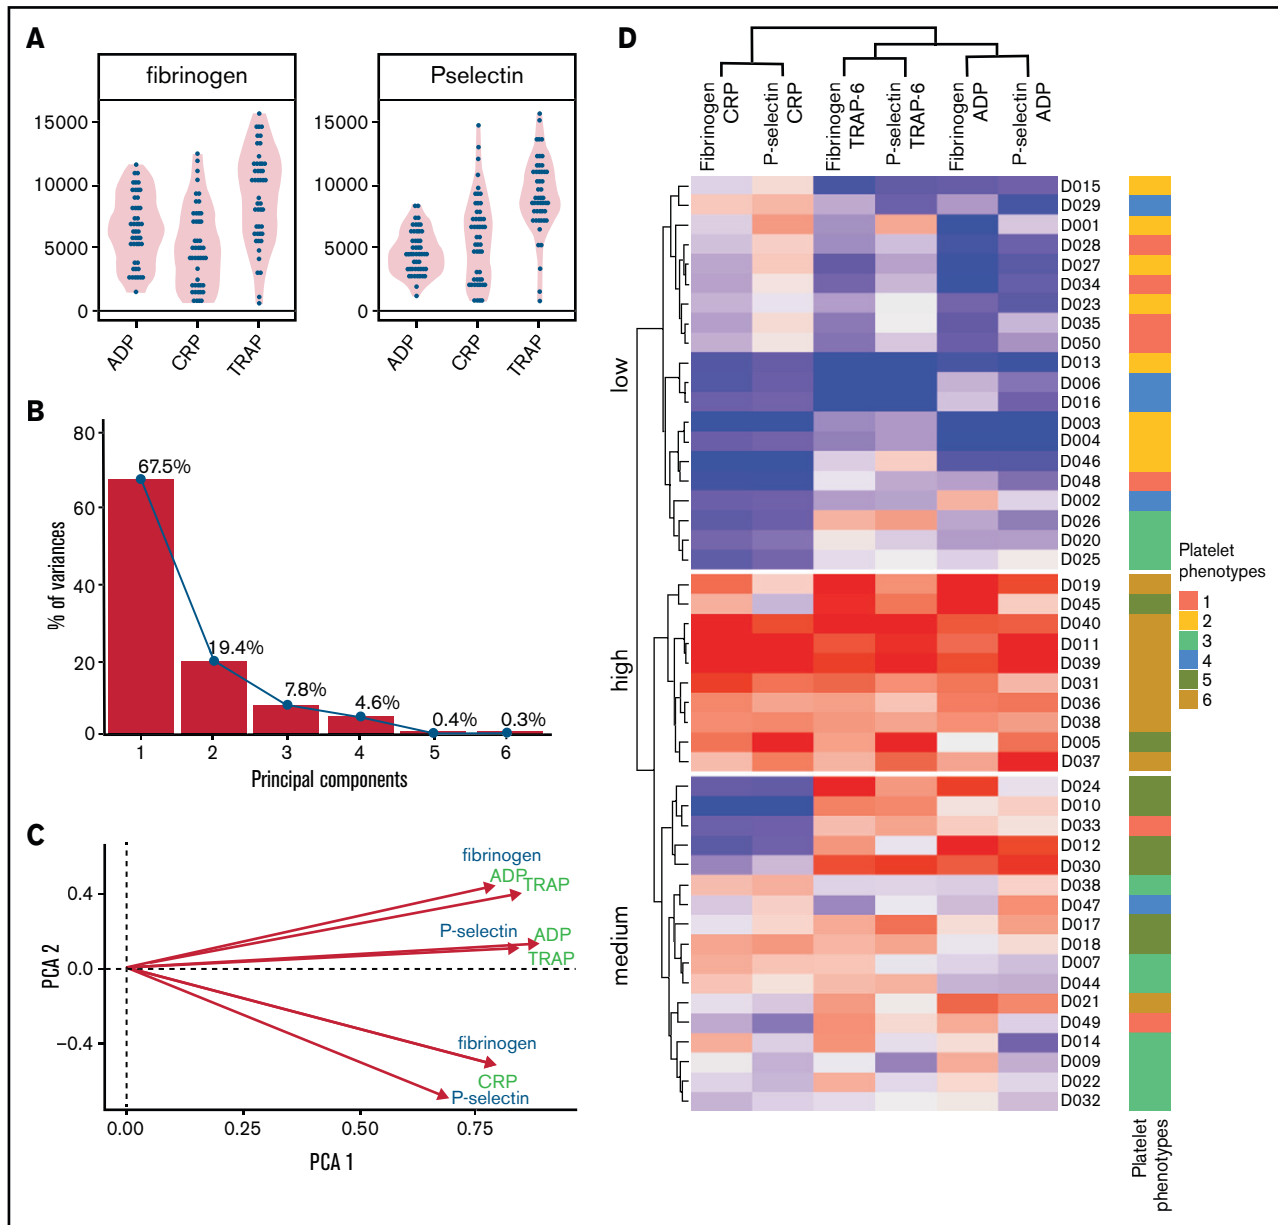 A
fibrinogen
Pselectin
15000
10000
5000
0
15000
10000
5000
0
ADP
CRP
TRAP
ADP
CRP
TRAP
B
% of variances
80
60
40
20
0
67.5%
19.4%
7.8%
4.6%
0.4%
0.3%
1 2 3 4 5 6
Principal components
C
PCA 2
0.4
0.0
−0.4
fibrinogen
ADP
TRAP
P-selectin
ADP
TRAP
fibrinogen
CRP
P-selectin
0.00 0.25 0.50 0.75
PCA 1
D
Fibrinogen
CRP
P-selectin
CRP
Fibrinogen
TRAP-6
P-selectin
TRAP-6
Fibrinogen
ADP
P-selectin
ADP
low
high
medium
D015
D029
D001
D028
D027
D034
D023
D035
D050
D013
D006
D016
D003
D004
D046
D048
D002
D026
D020
D025
D019
D045
D040
D011
D039
D031
D036
D038
D005
D037
D024
D010
D033
D012
D030
D038
D047
D017
D018
D007
D044
D021
D049
D014
D009
D022
D032
Platelet
phenotypes
1
2
3
4
5
6
Platelet
phenotypes